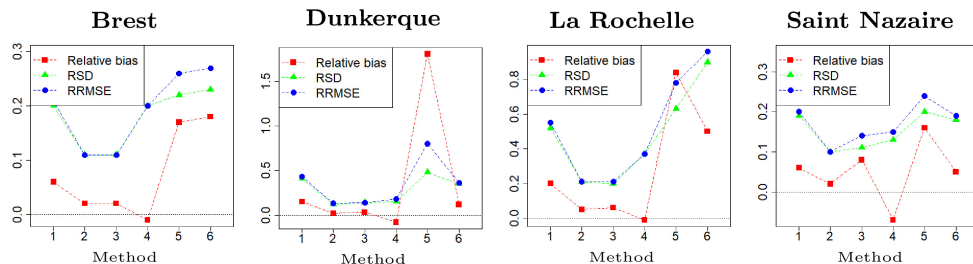 Brest
Dunkerque
La Rochelle
Saint Nazaire
Relative bias
RSD
RRMSE
0.0
0.1
0.2
0.3
1 2 3 4 5 6
Method
Relative bias
RSD
RRMSE
0.0
0.5
1.0
1.5
1 2 3 4 5 6
Method
Relative bias
RSD
RRMSE
0.0
0.2
0.4
0.6
0.8
1 2 3 4 5 6
Method
Relative bias
RSD
RRMSE
0.0
0.1
0.2
0.3
1 2 3 4 5 6
Method